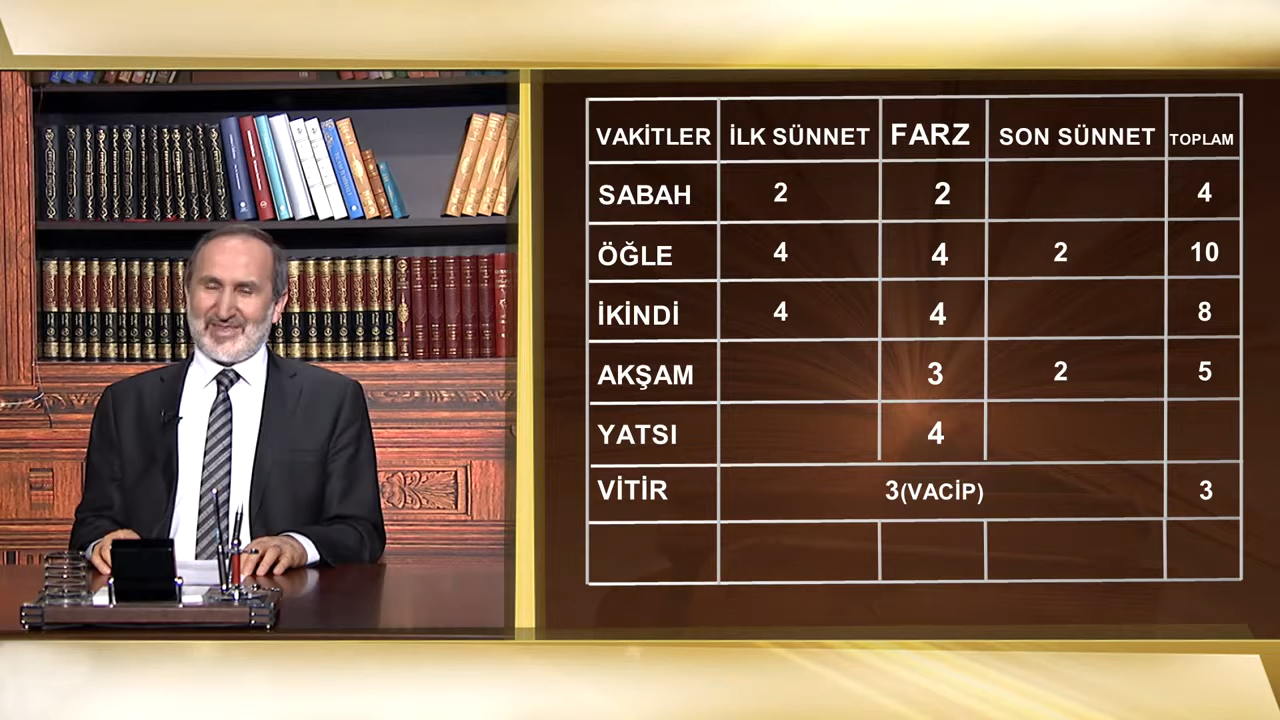 VAKİTLER İLK SÜNNET FARZ SON SÜNNET TOPLAM
SABAH 2 2 4
ÖĞLE 4 4 2 10
İKİNDİ 4 4 8
AKŞAM 3 2 5
YATSI 4
VİTİR 3(VACİP) 3